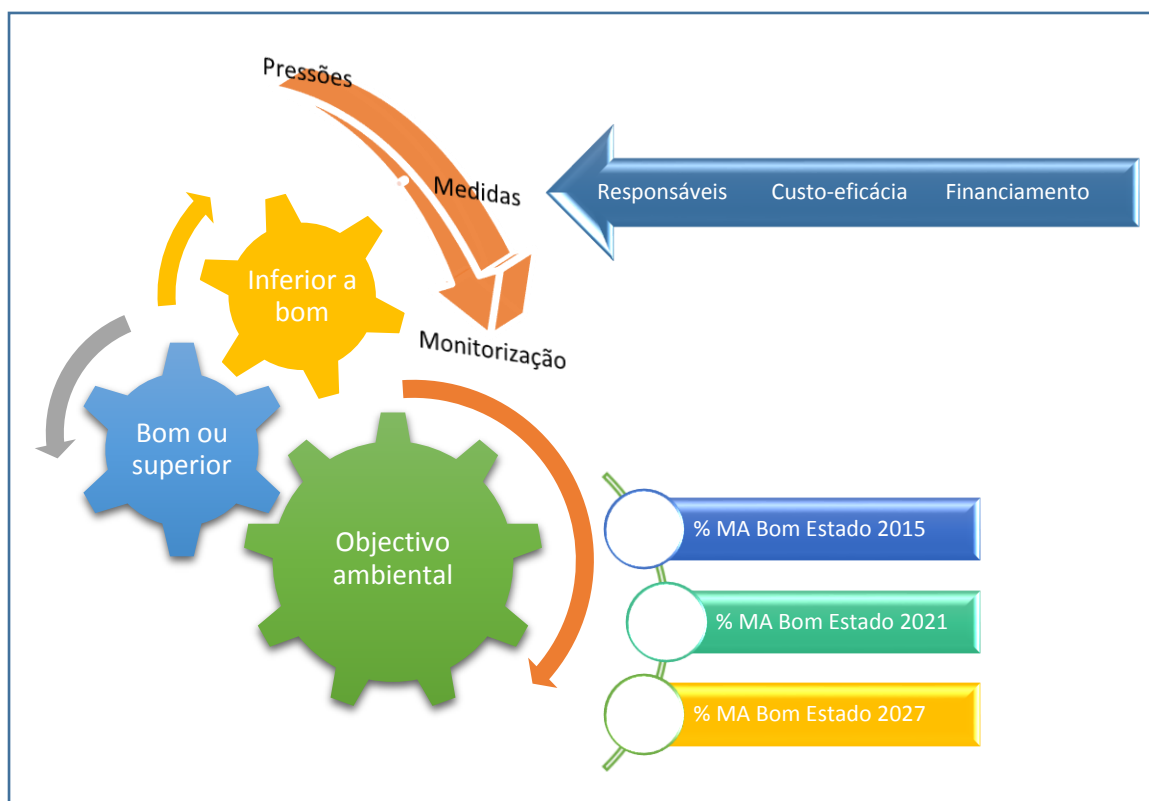 Pressões
Medidas
Monitorização
Responsáveis Custo-eficácia Financiamento
Inferior a
bom
Bom ou
superior
Objectivo
ambiental
% MA Bom Estado 2015
% MA Bom Estado 2021
% MA Bom Estado 2027